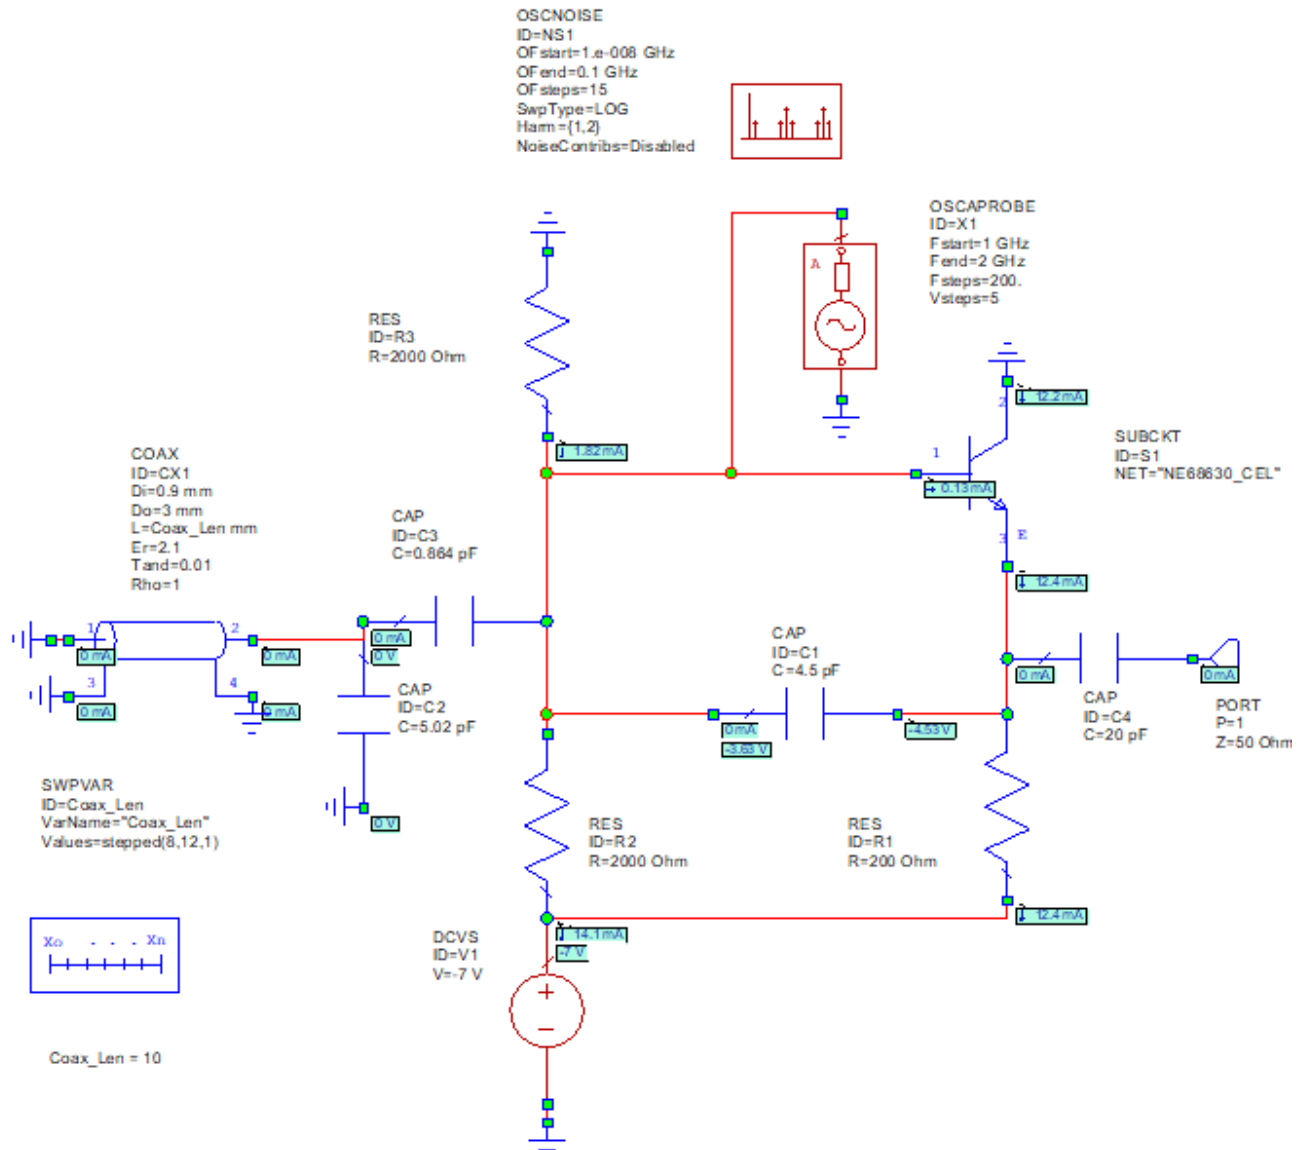 OSCNOISE
ID=NS1
OFstart=1.e-008 GHz
OFend=0.1 GHz
OFsteps=15
SwpType=LOG
Harm={1,2}
NoiseContribs=Disabled
OSCAPROBE
ID=X1
Fstart=1 GHz
Fend=2 GHz
Fsteps=200.
Vsteps=5
A
RES
ID=R3
R=2000 Ohm
1.82mA
2
12.2mA
SUBCKT
ID=S1
NET="NE68630_CEL"
1
0.13mA
3
E
12.4mA
COAX
ID=CX1
Di=0.9 mm
Do=3 mm
L=Coax_Len mm
Er=2.1
Tand=0.01
Rho=1
CAP
ID=C3
C=0.864 pF
1
2
3
4
0 mA
0 mA
0 mA
0 mA
0 mA
0 V
CAP
ID=C2
C=5.02 pF
0 V
CAP
ID=C1
C=4.5 pF
0mA
-3.63 V
-4.53 V
0 mA
CAP
ID=C4
C=20 pF
0mA
PORT
P=1
Z=50 Ohm
SWPVAR
ID=Coax_Len
VarName="Coax_Len"
Values=stepped(8,12,1)
RES
ID=R2
R=2000 Ohm
RES
ID=R1
R=200 Ohm
12.4mA
Xo . . . Xn
DCVS
ID=V1
V=-7 V
14.1mA
-7 V
Coax_Len = 10